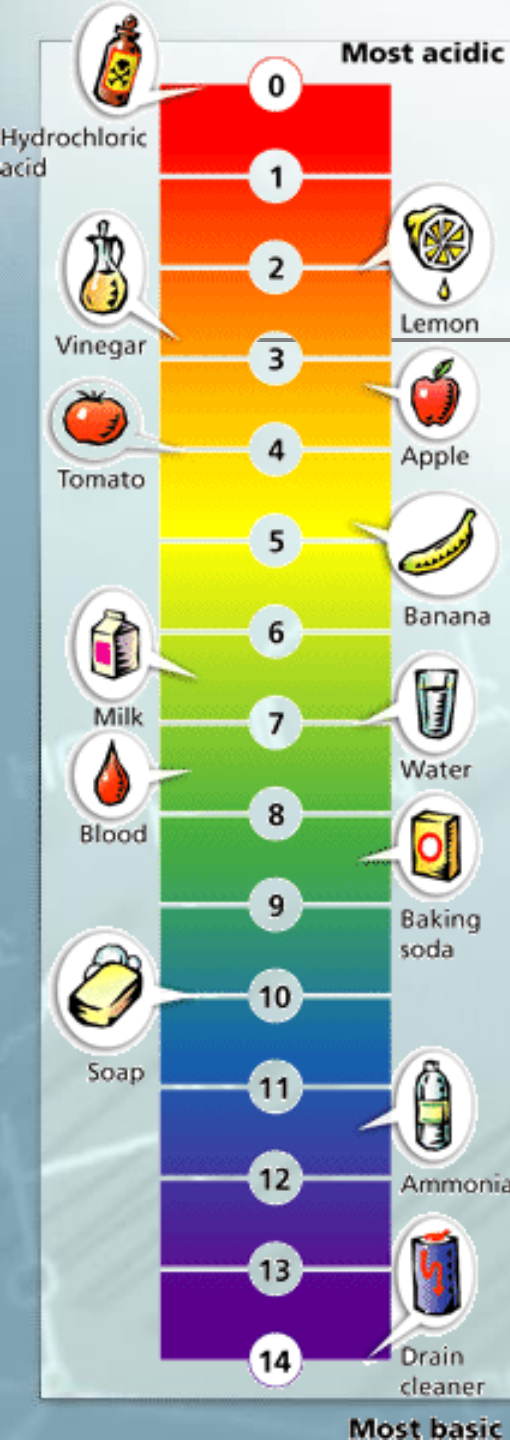 Most acidic
0
Hydrochloric
acid
1
2
Lemon
Vinegar
3
Apple
4
Tomato
5
Banana
6
Milk
7
Water
8
Blood
9
Baking
soda
10
Soap
11
12
Ammonia
13
14
Drain
cleaner
Most basic